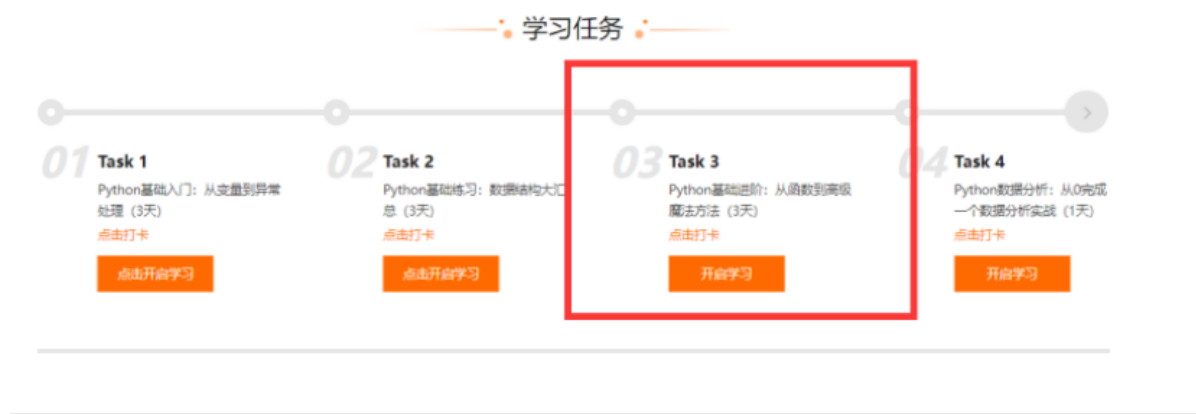 学习任务
01
Task 1
Python基础入门：从变量到异常
处理（3天）
点击打卡
点击开启学习
02
Task 2
Python基础练习：数据结构大汇
总（3天）
点击打卡
点击开启学习
03
Task 3
Python基础进阶：从函数到高级
魔法方法（3天）
点击打卡
开启学习
04
Task 4
Python数据分析：从0完成
一个数据分析实战（1天）
点击打卡
开启学习